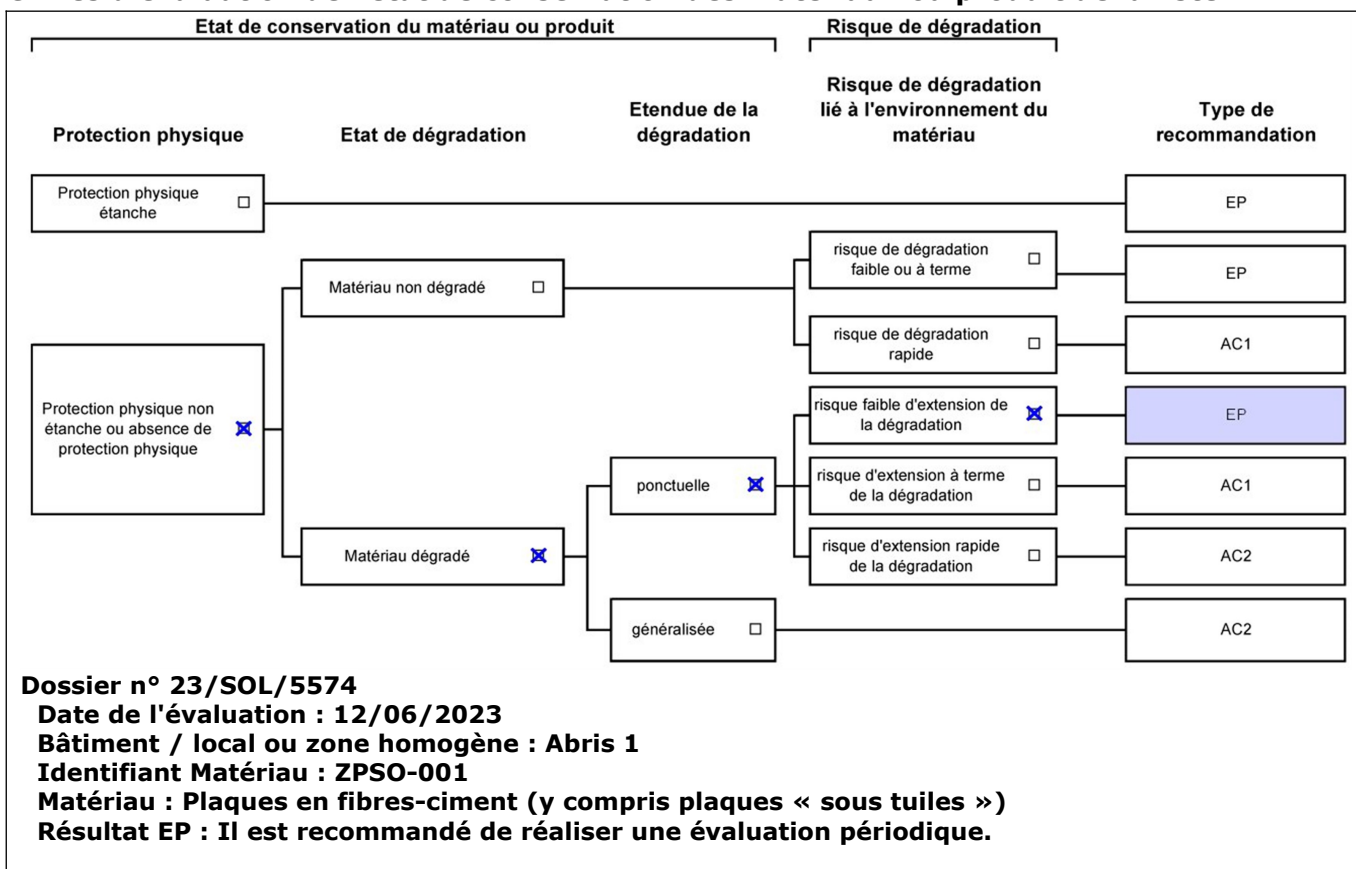 Etat de conservation du matériau ou produit
Risque de dégradation
Protection physique
Etat de dégradation
Etendue de la
dégradation
Risque de dégradation
lié à l'environnement du
matériau
Type de
recommandation
Protection physique
étanche
EP
risque de dégradation
faible ou à terme
EP
Matériau non dégradé
risque de dégradation
rapide
AC1
Protection physique non
étanche ou absence de
protection physique
risque faible d'extension de
la dégradation
EP
ponctuelle
risque d'extension à terme
de la dégradation
AC1
Matériau dégradé
risque d'extension rapide
de la dégradation
AC2
généralisée
AC2
Dossier n° 23/SOL/5574
Date de l'évaluation : 12/06/2023
Bâtiment / local ou zone homogène : Abris 1
Identifiant Matériau : ZPSO-001
Matériau : Plaques en fibres-ciment (y compris plaques « sous tuiles »)
Résultat EP : Il est recommandé de réaliser une évaluation périodique.